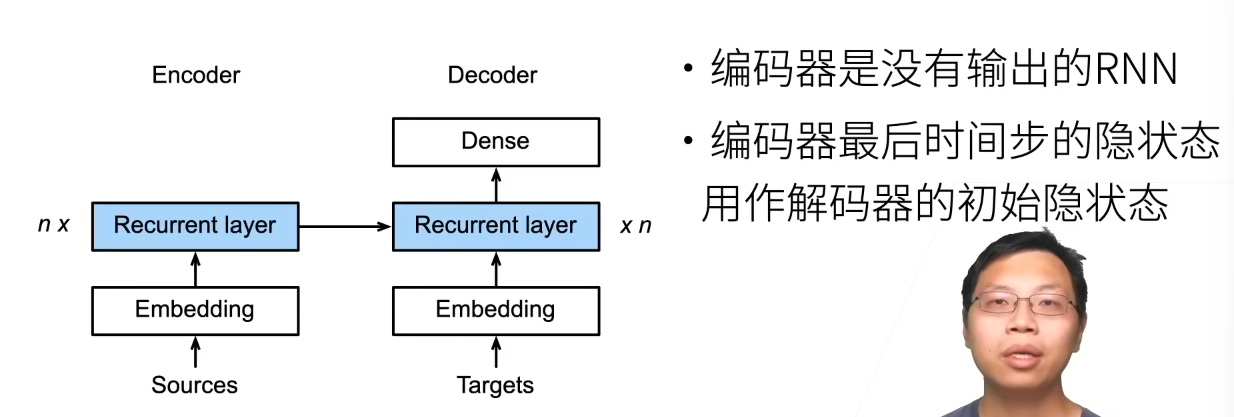 Encoder
Decoder
Dense
n x
Recurrent layer
Recurrent layer
x n
Embedding
Embedding
Sources
Targets
• 编码器是没有输出的RNN
• 编码器最后时间步的隐状态
用作解码器的初始隐状态